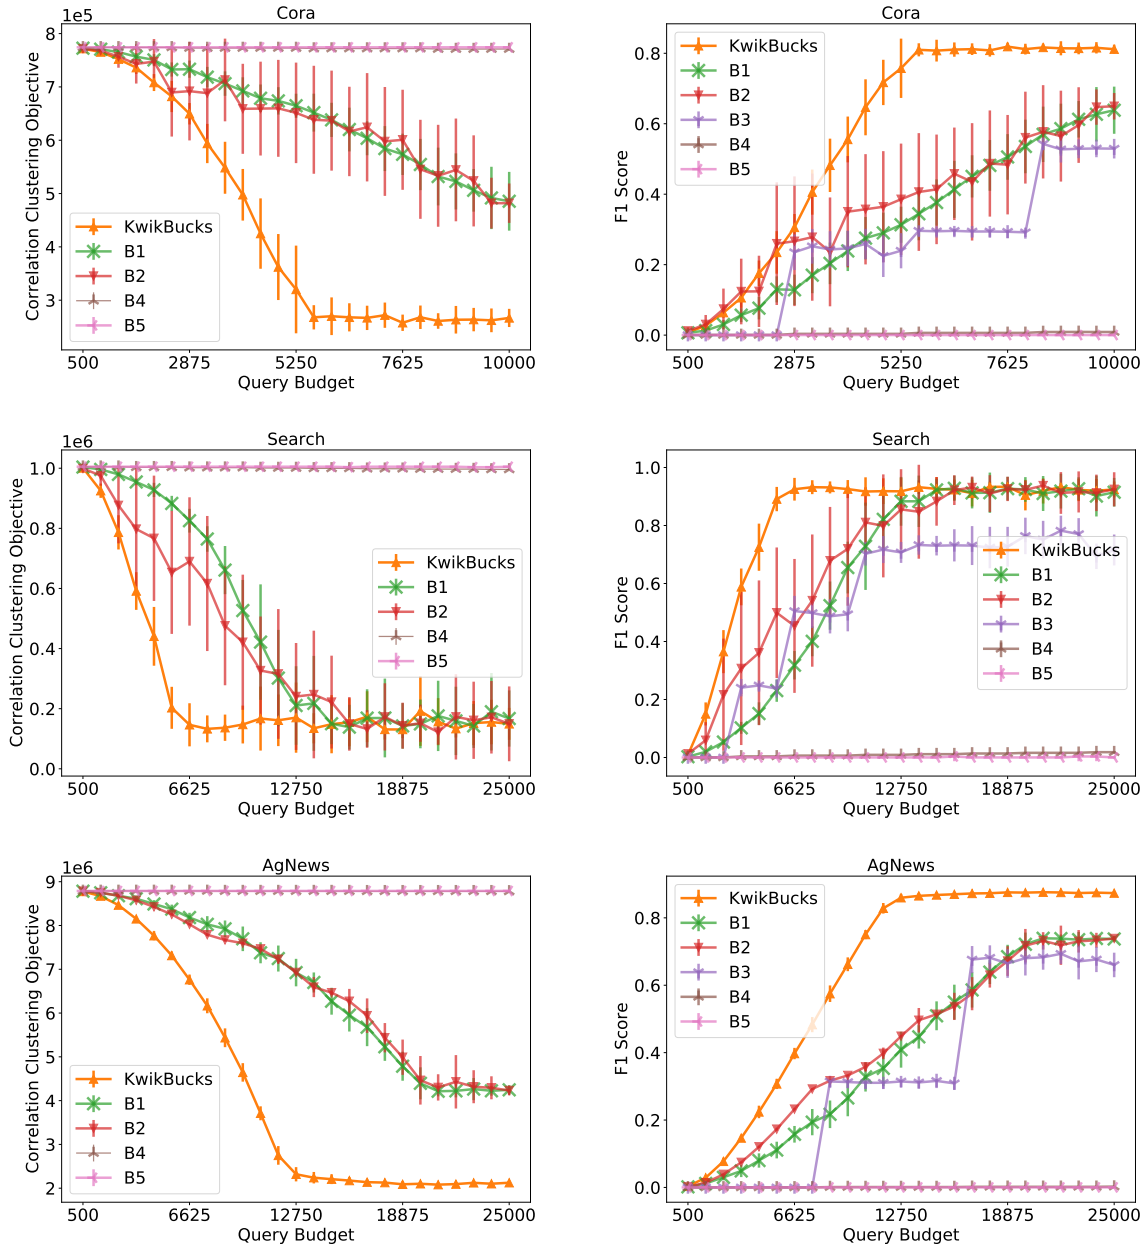 Cora
1e5
Correlation Clustering Objective
8
7
6
5
4
3
KwikBucks
B1
B2
B4
B5
500
2875
5250
7625
10000
Query Budget
Cora
F1 Score
0.8
0.6
0.4
0.2
0.0
KwikBucks
B1
B2
B3
B4
B5
500
2875
5250
7625
10000
Query Budget
Search
1e6
Correlation Clustering Objective
1.0
0.8
0.6
0.4
0.2
0.0
KwikBucks
B1
B2
B4
B5
500
6625
12750
18875
25000
Query Budget
Search
F1 Score
1.0
0.8
0.6
0.4
0.2
0.0
KwikBucks
B1
B2
B3
B4
B5
500
6625
12750
18875
25000
Query Budget
AgNews
1e6
Correlation Clustering Objective
9
8
7
6
5
4
3
2
KwikBucks
B1
B2
B4
B5
500
6625
12750
18875
25000
Query Budget
AgNews
F1 Score
0.8
0.6
0.4
0.2
0.0
KwikBucks
B1
B2
B3
B4
B5
500
6625
12750
18875
25000
Query Budget